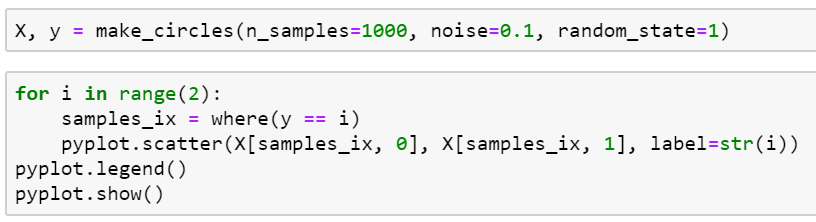 X, y = make_circles(n_samples=1000, noise=0.1, random_state=1)
for i in range(2):
    samples_ix = where(y == i)
    pyplot.scatter(X[samples_ix, 0], X[samples_ix, 1], label=str(i))
pyplot.legend()
pyplot.show()